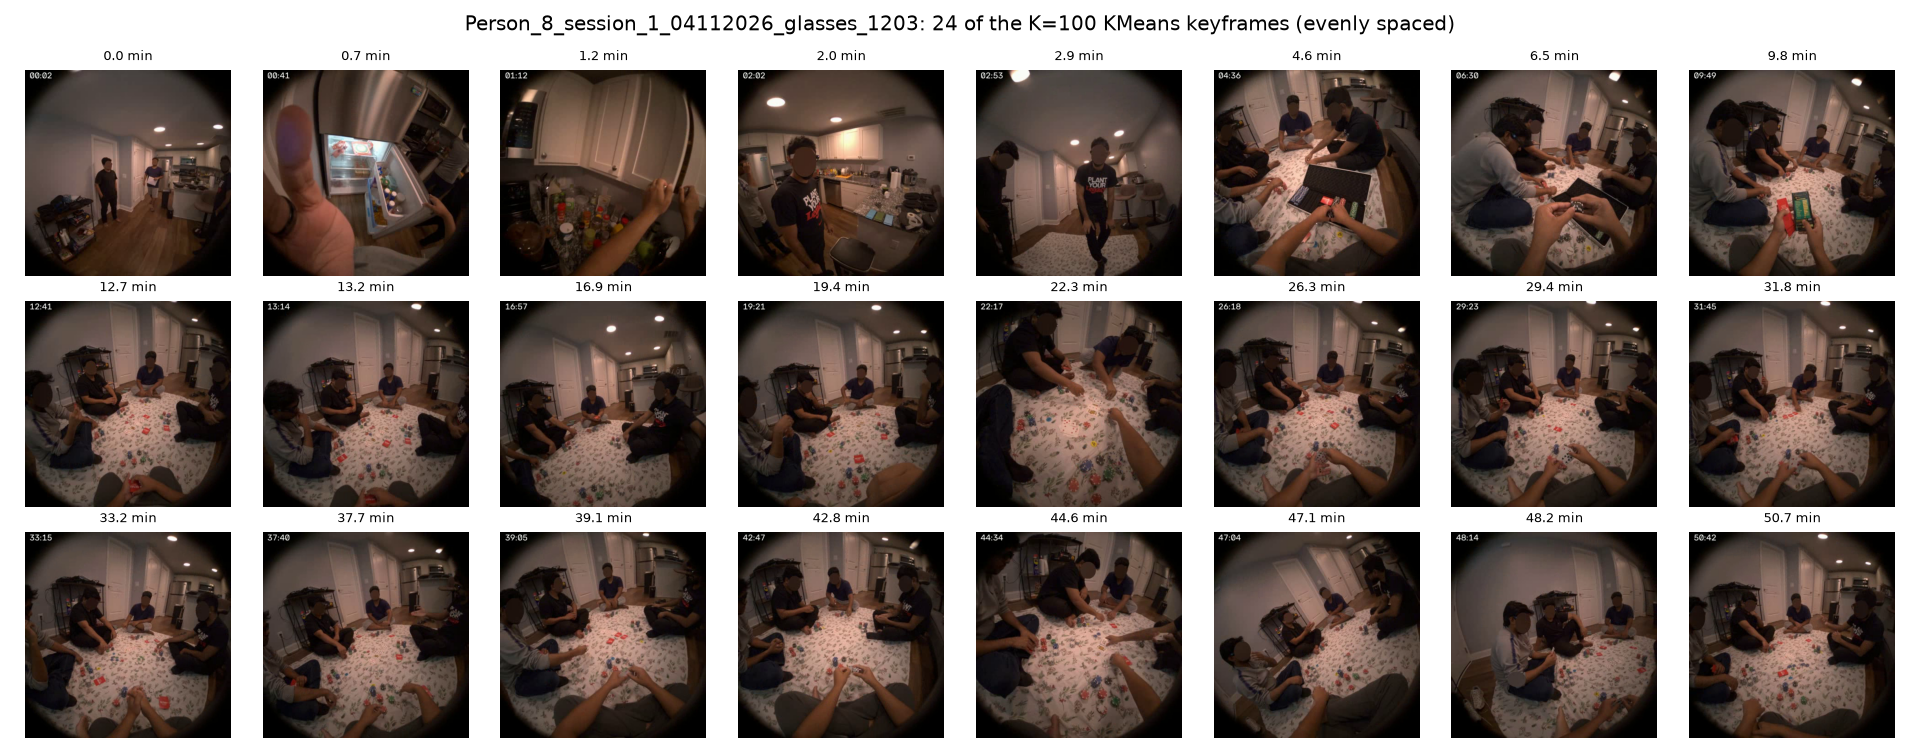 Person_8_session_1_04112026_glasses_1203: 24 of the K=100 KMeans keyframes (evenly spaced)
0.0 min
0.7 min
1.2 min
2.0 min
2.9 min
4.6 min
6.5 min
9.8 min
00:02
00:41
01:12
02:02
02:53
04:36
06:30
09:49
PLANT
YOUR
12.7 min
13.2 min
16.9 min
19.4 min
22.3 min
26.3 min
29.4 min
31.8 min
12:41
13:14
16:57
19:21
22:17
26:18
29:23
31:45
33.2 min
37.7 min
39.1 min
42.8 min
44.6 min
47.1 min
48.2 min
50.7 min
33:15
37:40
39:05
42:47
44:34
47:04
48:14
50:42